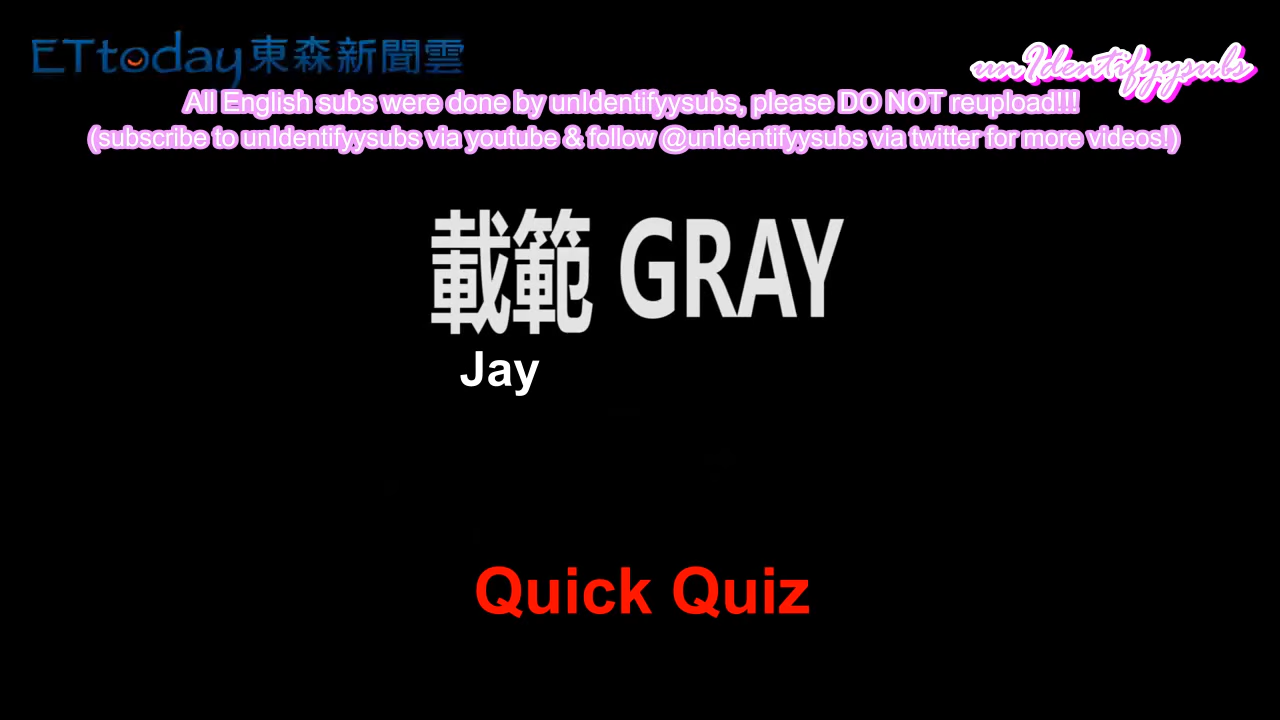 ETtoday東森新聞雲
unIdentifyysubs
All English subs were done by unIdentifyysubs, please DO NOT reupload!!!
(subscribe to unIdentifyysubs via youtube & follow @unIdentifyysubs via twitter for more videos!)
載範 GRAY
Jay
Quick Quiz